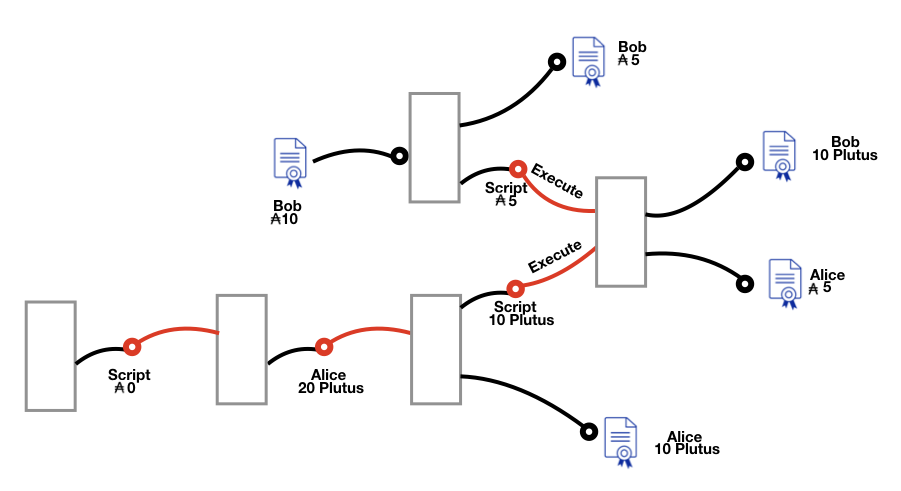 Bob
₳ 5
Execute
Script
₳ 5
Bob
10 Plutus
Bob
₳10
Execute
Script
10 Plutus
Alice
₳ 5
Script
₳ 0
Alice
20 Plutus
Alice
10 Plutus